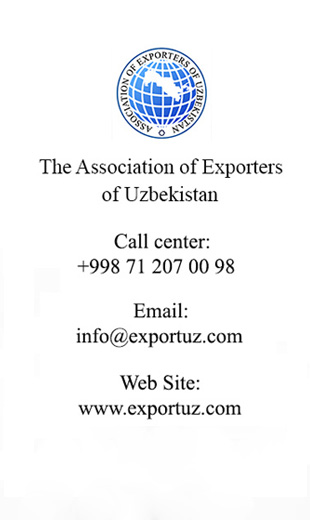 ASSOCIATION OF EXPORTERS OF UZBEKISTAN
The Association of Exporters
of Uzbekistan
Call center:
+998 71 207 00 98
Email:
info@exportuz.com
Web Site:
www.exportuz.com